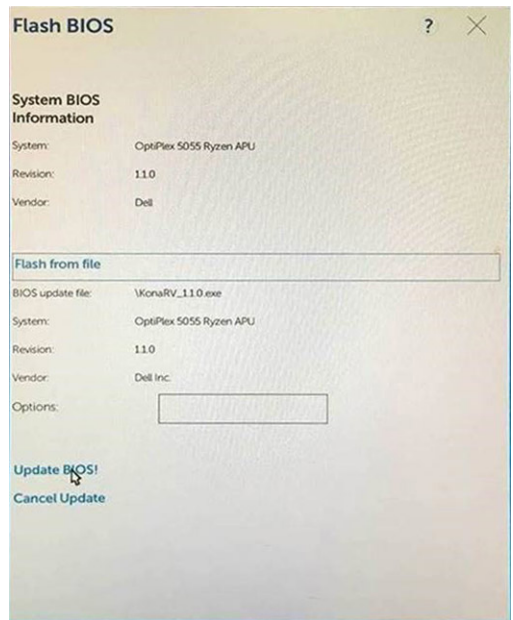 Flash BIOS ?
System BIOS
Information
System: OptiPlex 5055 Ryzen APU
Revision: 1.1.0
Vendor: Dell
Flash from file
BIOS update file: \KonaRV_1.1.0.exe
System: OptiPlex 5055 Ryzen APU
Revision: 1.1.0
Vendor: Dell Inc.
Options:
Update BIOS!
Cancel Update